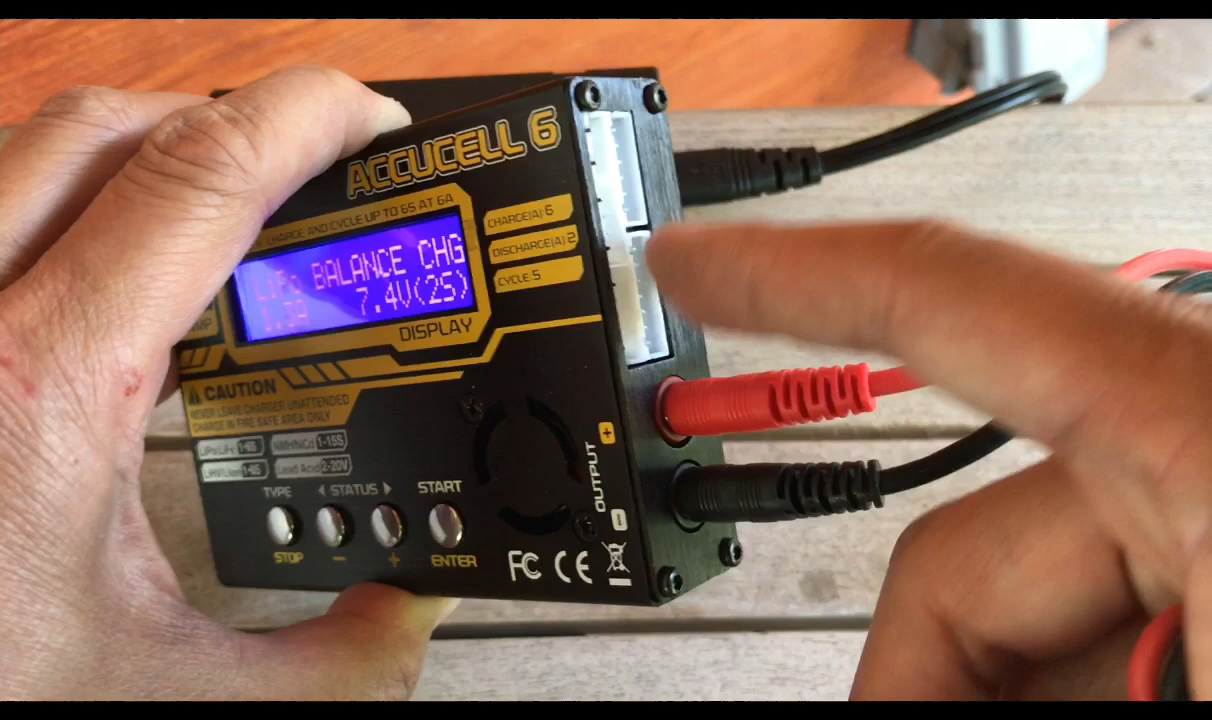 ACCUCELL 6
CHARGE AND CYCLE UP TO 6S AT 6A
CHARGE(A):6
DISCHARGE(A):2
CYCLE:5
LiPo BALANCE CHG
7.4V(2S)
DISPLAY
CAUTION
NEVER LEAVE CHARGER UNATTENDED
CHARGE IN FIRE SAFE AREA ONLY
LiPo/LiFe 1-6S
NiMH/NiCd 1-15S
LiHV/LiIon 1-6S
Lead Acid 2-20V
TYPE
STATUS
START
STOP
-
+
ENTER
OUTPUT
+
-
FC CE